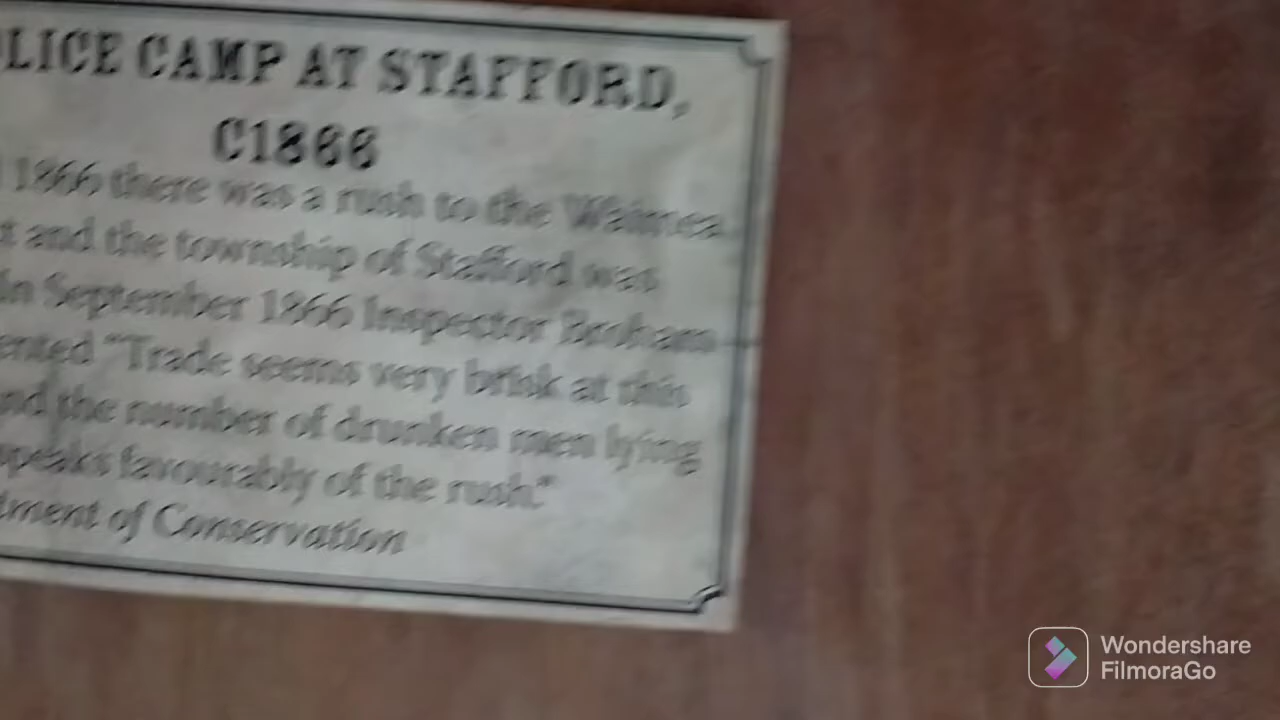 LICE CAMP AT STAFFORD,
C1866
1866 there was a rush to the Waimea
and the township of Stafford was
In September 1866 Inspector Broham
ented "Trade seems very brisk at this
nd the number of drunken men lying
speaks favourably of the rush."
tment of Conservation
Wondershare
FilmoraGo